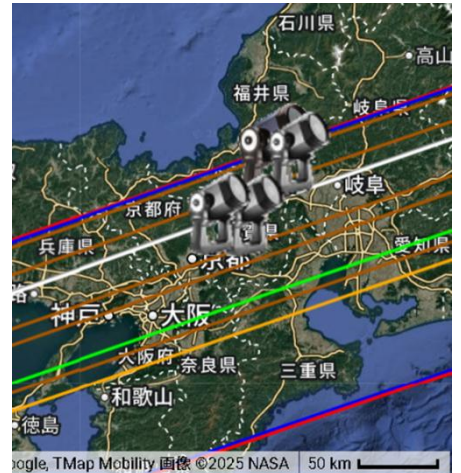 石川県
高山
福井県
岐阜県
京都府
岐阜
兵庫県
賀県
愛知県
京都
路
神戸
大阪
大阪府
奈良県
三重県
和歌山
徳島
ogle, TMap Mobility 画像 ©2025 NASA
50 km